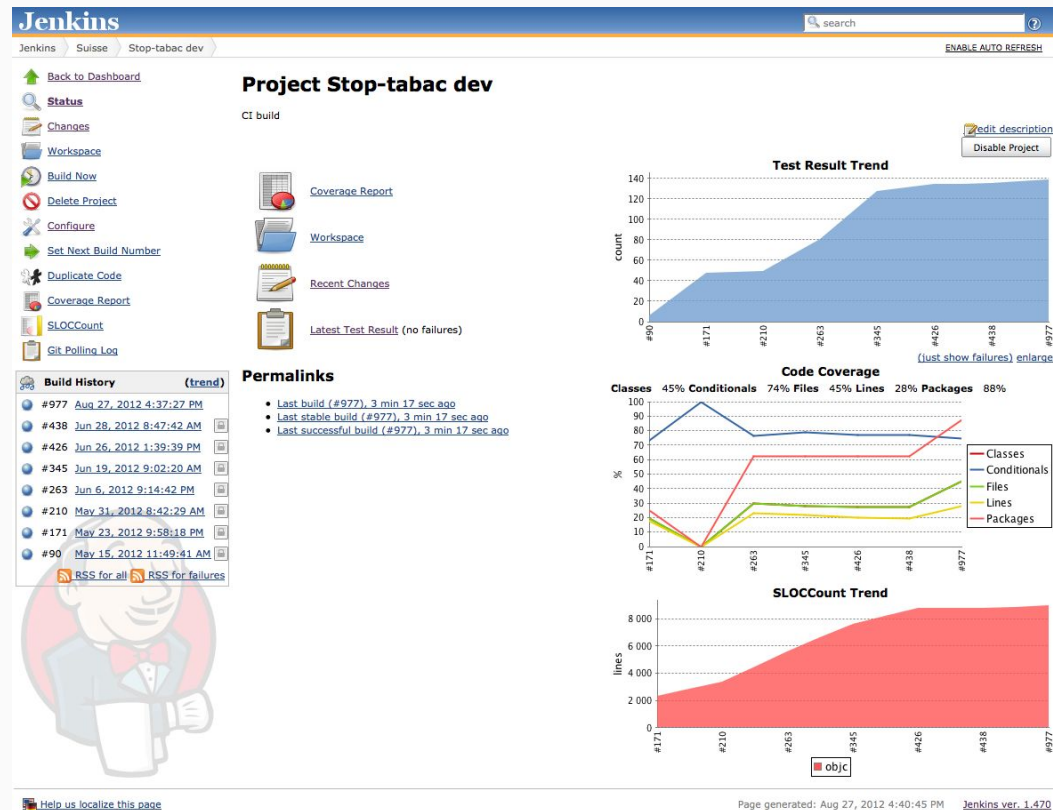 Jenkins
search
Jenkins Suisse Stop-tabac dev
ENABLE AUTO REFRESH
Back to Dashboard
Status
Changes
Workspace
Build Now
Delete Project
Configure
Set Next Build Number
Duplicate Code
Coverage Report
SLOCCount
Git Polling Log
Build History (trend)
#977 Aug 27, 2012 4:37:27 PM
#438 Jun 28, 2012 8:47:42 AM
#426 Jun 26, 2012 1:39:39 PM
#345 Jun 19, 2012 9:02:20 AM
#263 Jun 6, 2012 9:14:42 PM
#210 May 31, 2012 8:42:29 AM
#171 May 23, 2012 9:58:18 PM
#90 May 15, 2012 11:49:41 AM
RSS for all RSS for failures
Project Stop-tabac dev
CI build
edit description
Disable Project
Coverage Report
Workspace
Recent Changes
Latest Test Result (no failures)
Permalinks
Last build (#977), 3 min 17 sec ago
Last stable build (#977), 3 min 17 sec ago
Last successful build (#977), 3 min 17 sec ago
Test Result Trend
140
120
100
80
60
40
20
0
count
#90 #171 #210 #263 #345 #426 #438 #977
(just show failures) enlarge
Code Coverage
Classes 45% Conditionals 74% Files 45% Lines 28% Packages 88%
100
90
80
70
60
50
40
30
20
10
0
%
#171 #210 #263 #345 #426 #438 #977
Classes
Conditionals
Files
Lines
Packages
SLOCCount Trend
8 000
6 000
4 000
2 000
0
lines
#171 #210 #263 #345 #426 #438 #977
objc
Help us localize this page
Page generated: Aug 27, 2012 4:40:45 PM Jenkins ver. 1.470